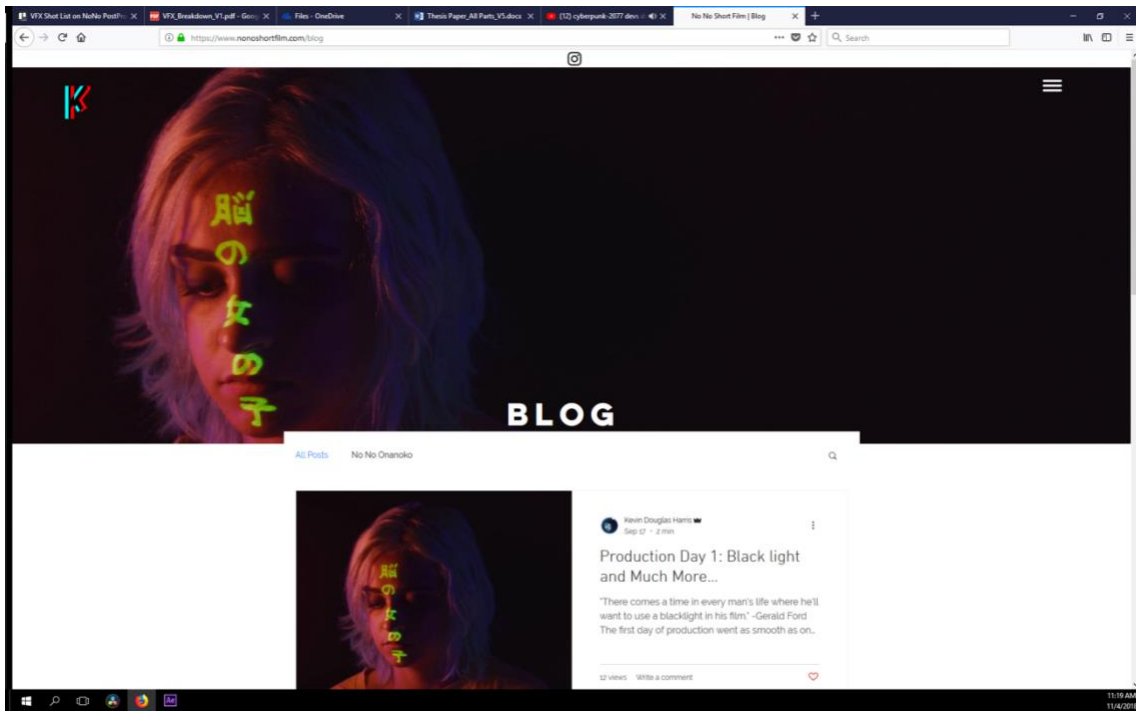 VFX Shot List on NoNo PostPr
VFX_Breakdown_V1.pdf - Goog
Files - OneDrive
Thesis Paper_All Parts_V5.docx
(12) cyberpunk-2077 devs
No No Short Film | Blog
https://www.nonoshortfilm.com/blog
Search
脳の女の子
BLOG
All Posts
No No Onanoko
脳の女の子
Kevin Douglas Harris
Sep 17 · 2 min
Production Day 1: Black light
and Much More...
"There comes a time in every man's life where he'll
want to use a blacklight in his film." -Gerald Ford
The first day of production went as smooth as on...
12 views Write a comment
Ae
11:19 AM
11/4/2018